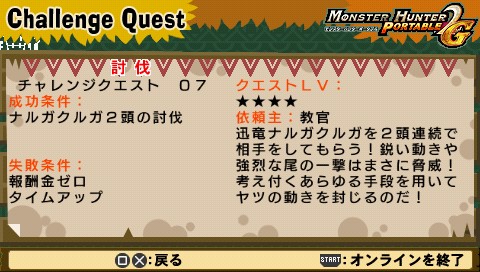 Challenge Quest
MONSTER HUNTER
PORTABLE 2nd G
討伐
チャレンジクエスト ０７
成功条件：
ナルガクルガ２頭の討伐
失敗条件：
報酬金ゼロ
タイムアップ
クエストＬＶ：
★★★★
依頼主：教官
迅竜ナルガクルガを２頭連続で
相手をしてもらう！鋭い動きや
強烈な尾の一撃はまさに脅威！
考え付くあらゆる手段を用いて
ヤツの動きを封じるのだ！
□×:戻る
START:オンラインを終了